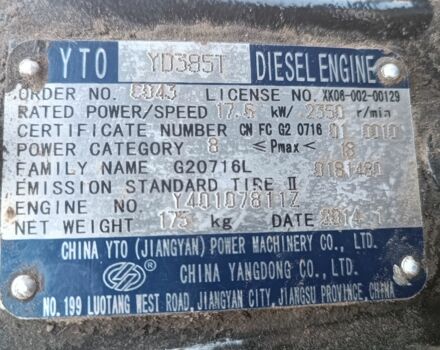 YTO YD385T DIESEL ENGINE
ORDER NO. C043 LICENSE NO. XK06-002-00129
RATED POWER/SPEED 17.6 kW/ 2350 r/min
CERTIFICATE NUMBER CN FC G2 0716 01 0010
POWER CATEGORY 8 ≤Pmax< 18
FAMILY NAME G20716L 0181480
EMISSION STANDARD TIRE II
ENGINE NO. Y40107811Z
NET WEIGHT 175 kg DATE 2014.1
CHINA YTO (JIANGYAN) POWER MACHINERY CO., LTD.
® CHINA YANGDONG CO., LTD.
NO.199 LUOTANG WEST ROAD, JIANGYAN CITY, JIANGSU PROVINCE, CHINA